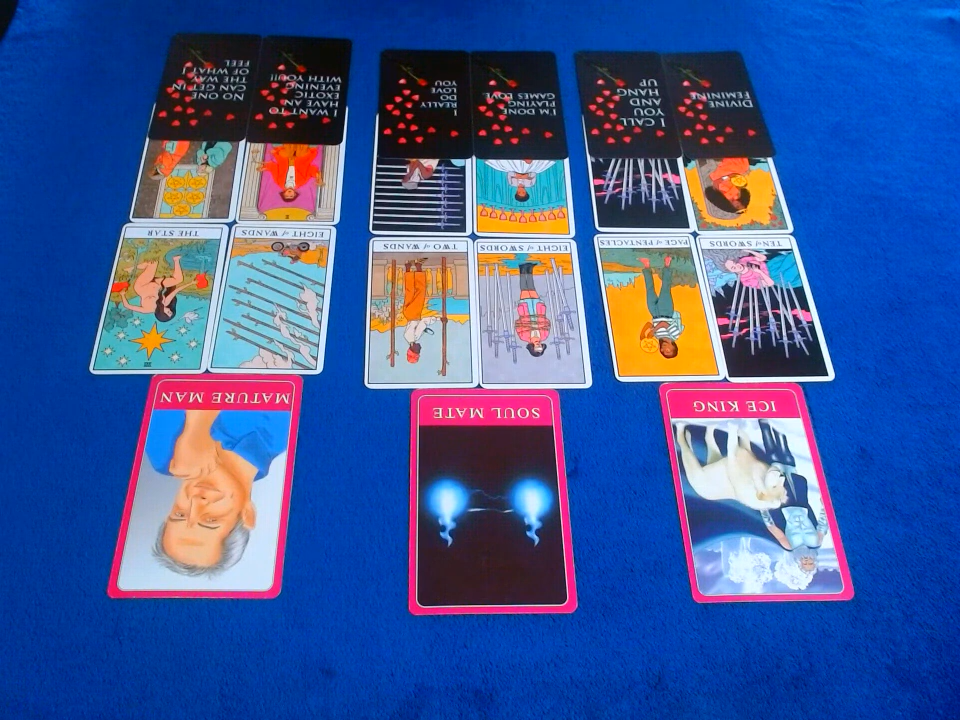 NO ONE
CAN GET IN
THE WAY
OF WHAT I
FEEL
I WANT TO
HAVE AN
EXOTIC
EVENING
WITH YOU!!
I
REALLY
DO
LOVE
YOU
I'M DONE
PLAYING
GAMES LOVE
I CALL
YOU
AND
HANG
UP
DIVINE
FEMININE
THE STAR
EIGHT of WANDS
TWO of WANDS
EIGHT of SWORDS
PAGE of PENTACLES
TEN of SWORDS
MATURE MAN
SOUL MATE
ICE KING